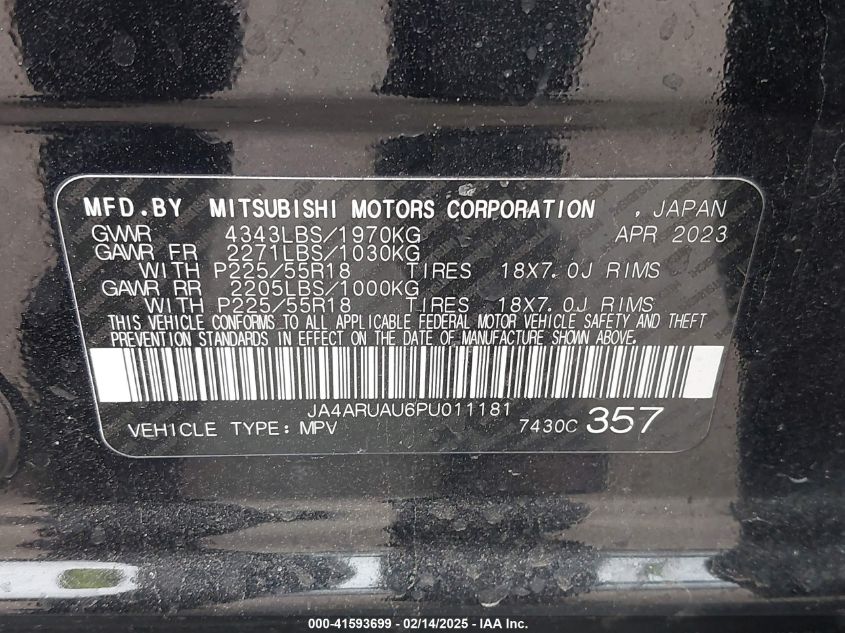 MFD.BY MITSUBISHI MOTORS CORPORATION , JAPAN
GVWR 4343LBS/1970KG APR 2023
GAWR FR 2271LBS/1030KG
WITH P225/55R18 TIRES 18X7.0J RIMS
GAWR RR 2205LBS/1000KG
WITH P225/55R18 TIRES 18X7.0J RIMS
THIS VEHICLE CONFORMS TO ALL APPLICABLE FEDERAL MOTOR VEHICLE SAFETY AND THEFT
PREVENTION STANDARDS IN EFFECT ON THE DATE OF MANUFACTURE SHOWN ABOVE.
JA4ARUAU6PU011181
VEHICLE TYPE: MPV 7430C 357
000-41593699 - 02/14/2025 - IAA Inc.